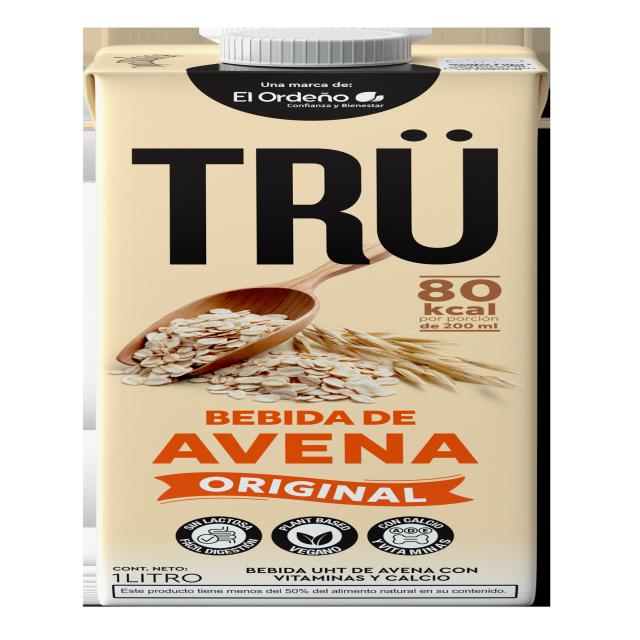 Una marca de:
El Ordeño
Confianza y Bienestar
TRÜ
80
kcal
por porción
de 200 ml
BEBIDA DE
AVENA
ORIGINAL
SIN LACTOSA
FÁCIL DIGESTIÓN
PLANT BASED
VEGANO
CON CALCIO
A D E
Y VITAMINAS
CONT. NETO:
1 LITRO
BEBIDA UHT DE AVENA CON
VITAMINAS Y CALCIO
Este producto tiene menos del 50% del alimento natural en su contenido.